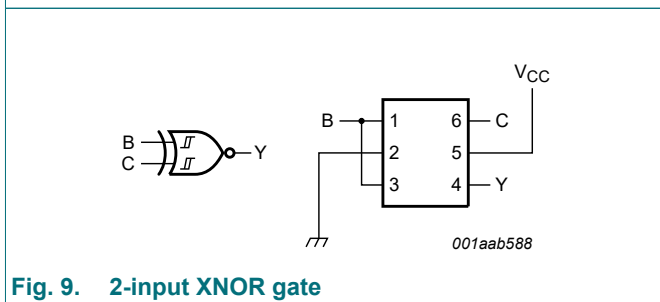 B
C
Y
VCC
B
1
6
C
2
5
3
4
Y
001aab588
Fig. 9. 2-input XNOR gate